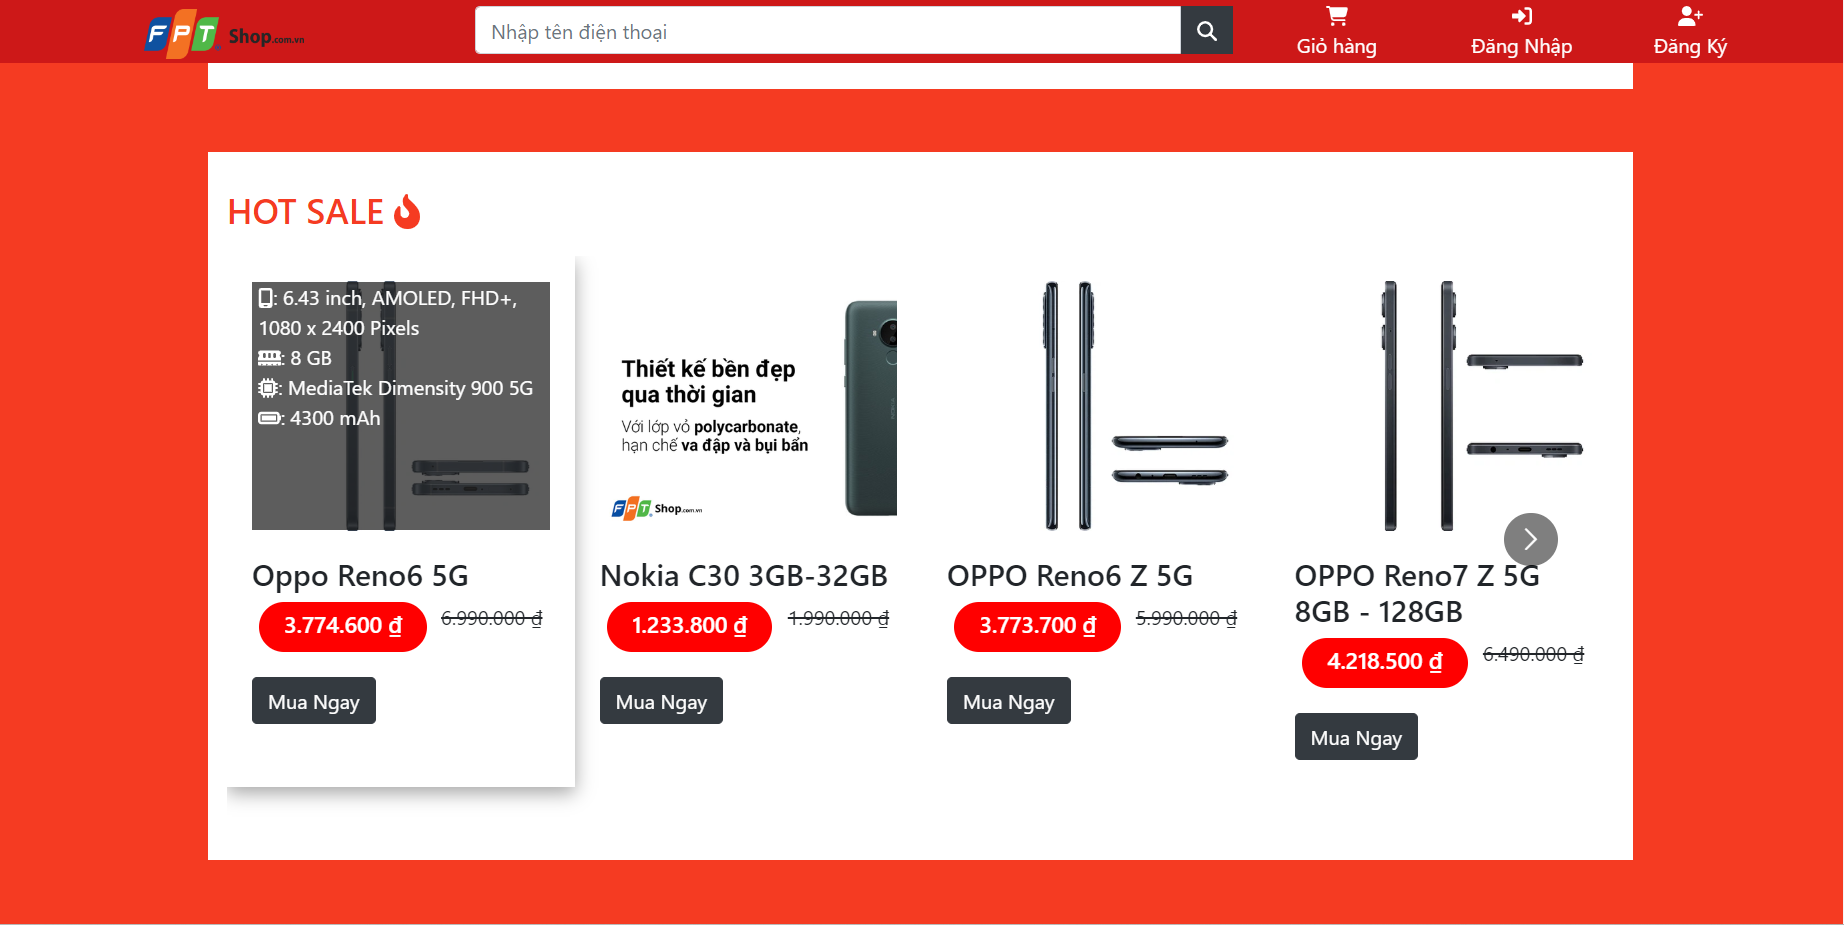 FPT Shop.com.vn
Nhập tên điện thoại
Giỏ hàng
Đăng Nhập
Đăng Ký
HOT SALE
: 6.43 inch, AMOLED, FHD+,
1080 x 2400 Pixels
: 8 GB
: MediaTek Dimensity 900 5G
: 4300 mAh
Oppo Reno6 5G
3.774.600 ₫ 6.990.000 ₫
Mua Ngay
Thiết kế bền đẹp
qua thời gian
Với lớp vỏ polycarbonate,
hạn chế va đập và bụi bẩn
FPT Shop.com.vn
NOKIA
Nokia C30 3GB-32GB
1.233.800 ₫ 1.990.000 ₫
Mua Ngay
OPPO Reno6 Z 5G
3.773.700 ₫ 5.990.000 ₫
Mua Ngay
OPPO Reno7 Z 5G
8GB - 128GB
4.218.500 ₫ 6.490.000 ₫
Mua Ngay